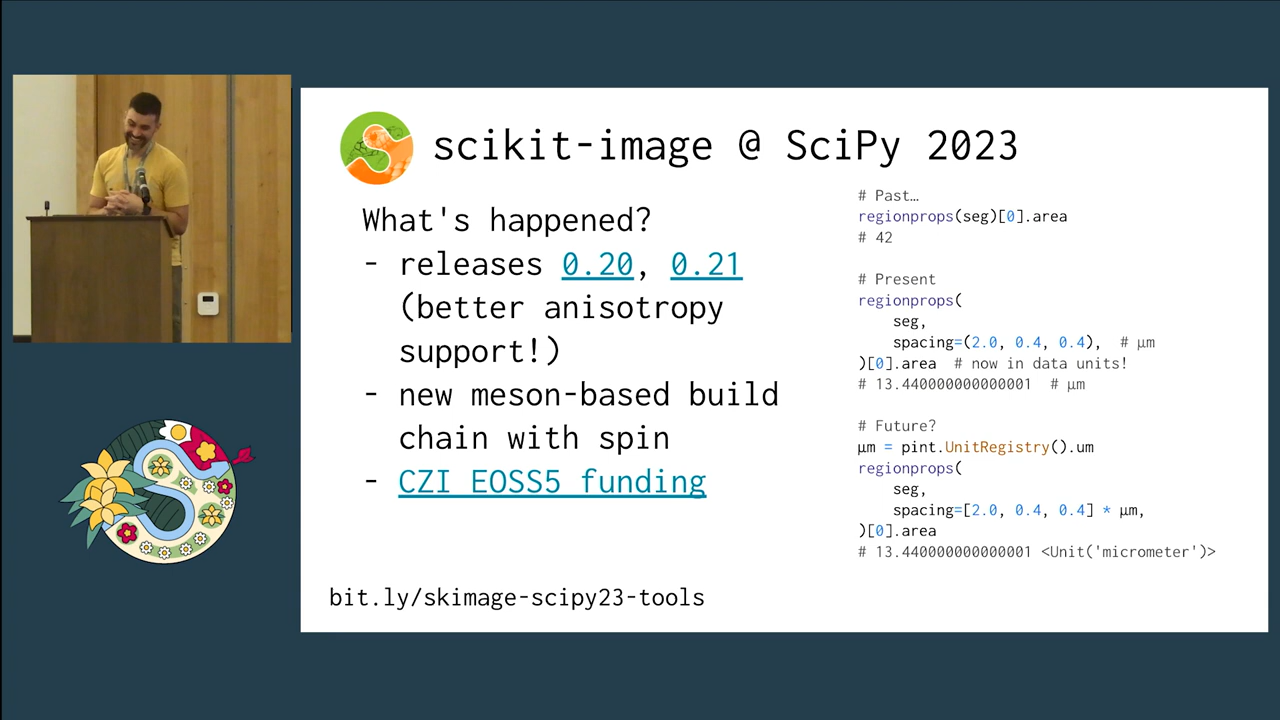 scikit-image @ SciPy 2023
What's happened?
- releases 0.20, 0.21
(better anisotropy
support!)
- new meson-based build
chain with spin
- CZI EOSS5 funding
bit.ly/skimage-scipy23-tools
# Past…
regionprops(seg)[0].area
# 42
# Present
regionprops(
    seg,
    spacing=(2.0, 0.4, 0.4),  # μm
)[0].area  # now in data units!
# 13.440000000000001  # μm
# Future?
μm = pint.UnitRegistry().um
regionprops(
    seg,
    spacing=[2.0, 0.4, 0.4] * μm,
)[0].area
# 13.440000000000001 <Unit('micrometer')>